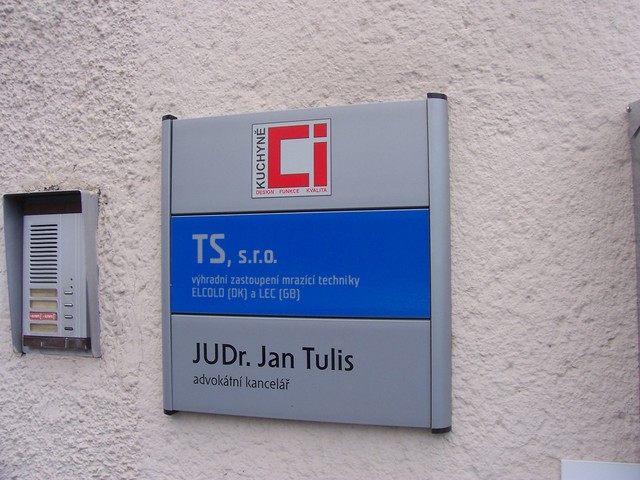 KUCHYNĚ
Ci
DESIGN FUNKCE KVALITA
TS, s.r.o.
výhradní zastoupení mrazící techniky
ELCOLD (DK) a LEC (GB)
JUDr. Jan Tulis
advokátní kancelář